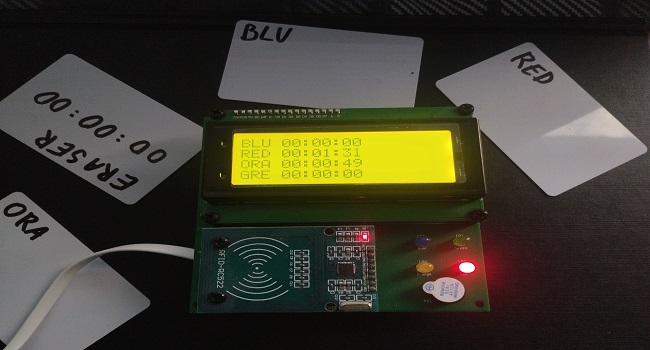 BLU
RED
ERASER
00:00:00
ORA
BLU 00:00:00
RED 00:01:31
ORA 00:00:49
GRE 00:00:00
RFID-RC522